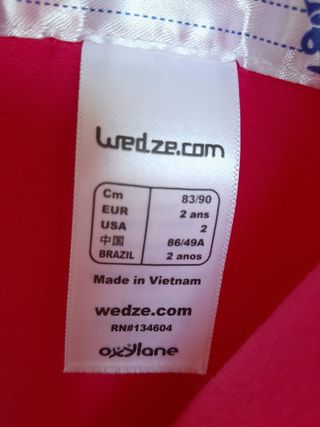 wedze.com
Cm 83/90
EUR 2 ans
USA 2
中国 86/49A
BRAZIL 2 anos
Made in Vietnam
wedze.com
RN#134604
oxylane